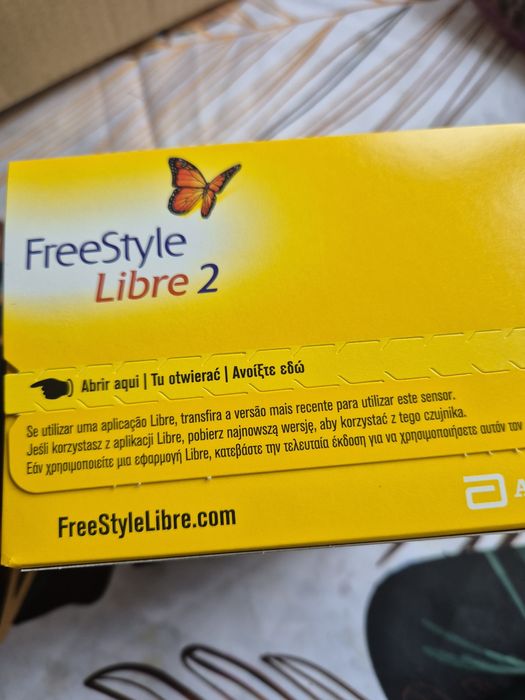 FreeStyle
Libre 2
Abrir aqui | Tu otwierać | Ανοίξτε εδώ
Se utilizar uma aplicação Libre, transfira a versão mais recente para utilizar este sensor.
Jeśli korzystasz z aplikacji Libre, pobierz najnowszą wersję, aby korzystać z tego czujnika.
Εάν χρησιμοποιείτε μια εφαρμογή Libre, κατεβάστε την τελευταία έκδοση για να χρησιμοποιήσετε αυτόν τον
FreeStyleLibre.com